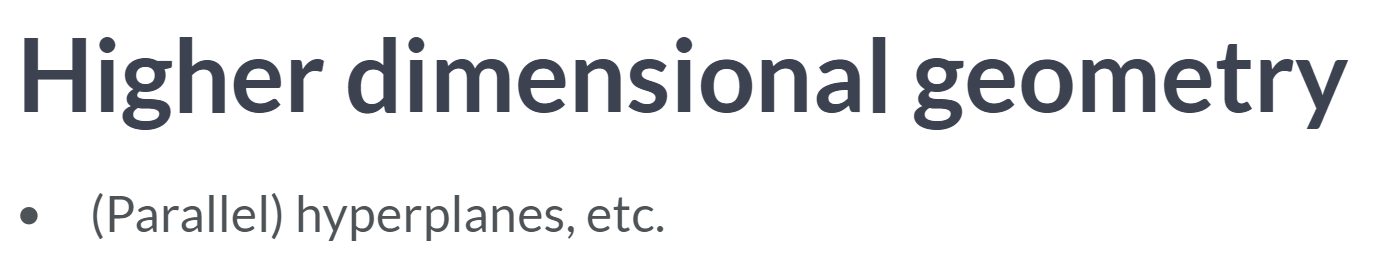 Higher dimensional geometry
• (Parallel) hyperplanes, etc.